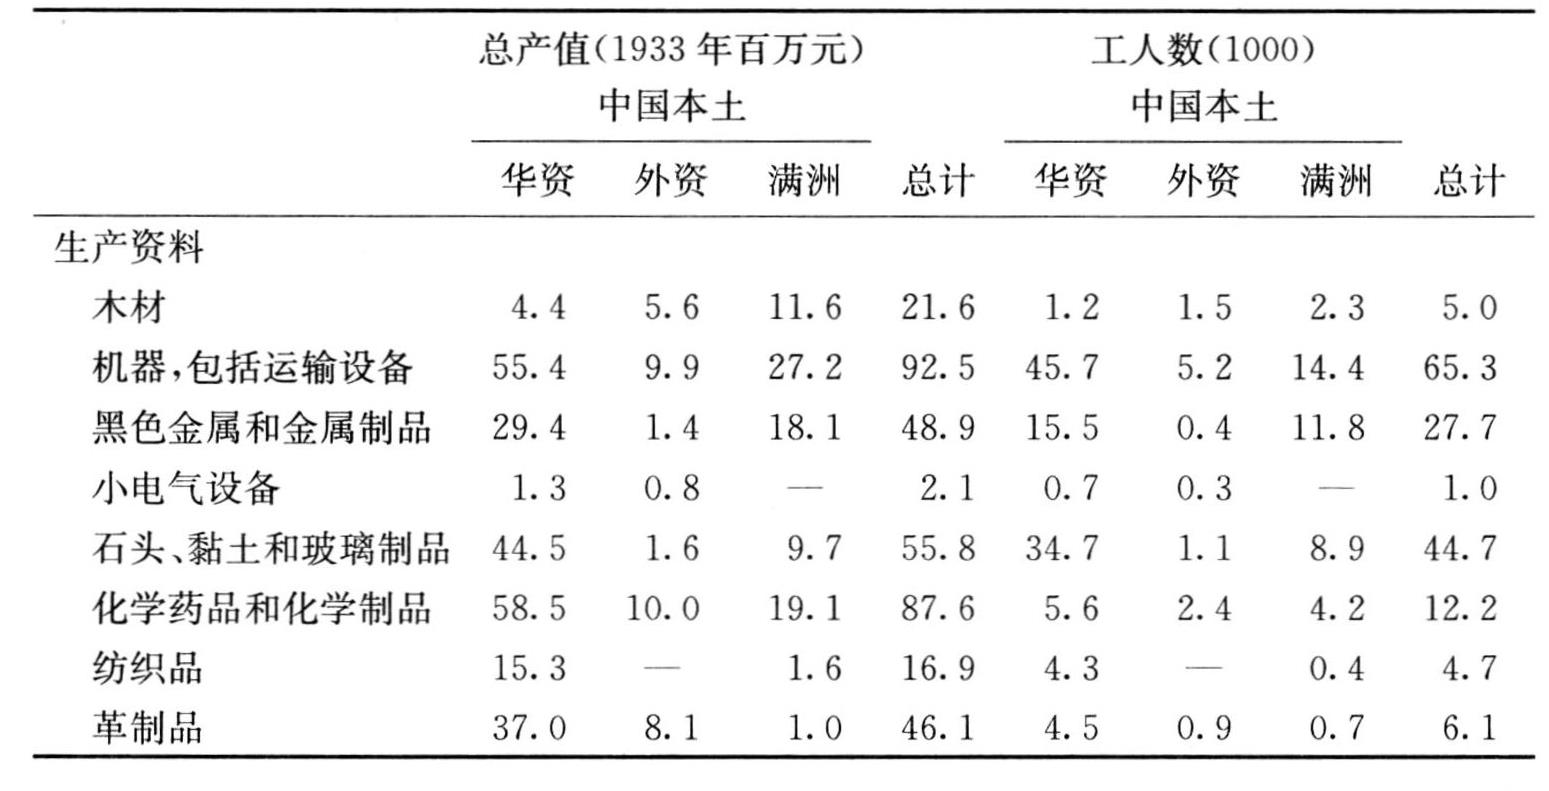 总产值(1933 年百万元) 工人数(1000)
中国本土 中国本土
华资 外资 满洲 总计 华资 外资 满洲 总计
生产资料
木材 4.4 5.6 11.6 21.6 1.2 1.5 2.3 5.0
机器,包括运输设备 55.4 9.9 27.2 92.5 45.7 5.2 14.4 65.3
黑色金属和金属制品 29.4 1.4 18.1 48.9 15.5 0.4 11.8 27.7
小电气设备 1.3 0.8 — 2.1 0.7 0.3 — 1.0
石头、黏土和玻璃制品 44.5 1.6 9.7 55.8 34.7 1.1 8.9 44.7
化学药品和化学制品 58.5 10.0 19.1 87.6 5.6 2.4 4.2 12.2
纺织品 15.3 — 1.6 16.9 4.3 — 0.4 4.7
革制品 37.0 8.1 1.0 46.1 4.5 0.9 0.7 6.1